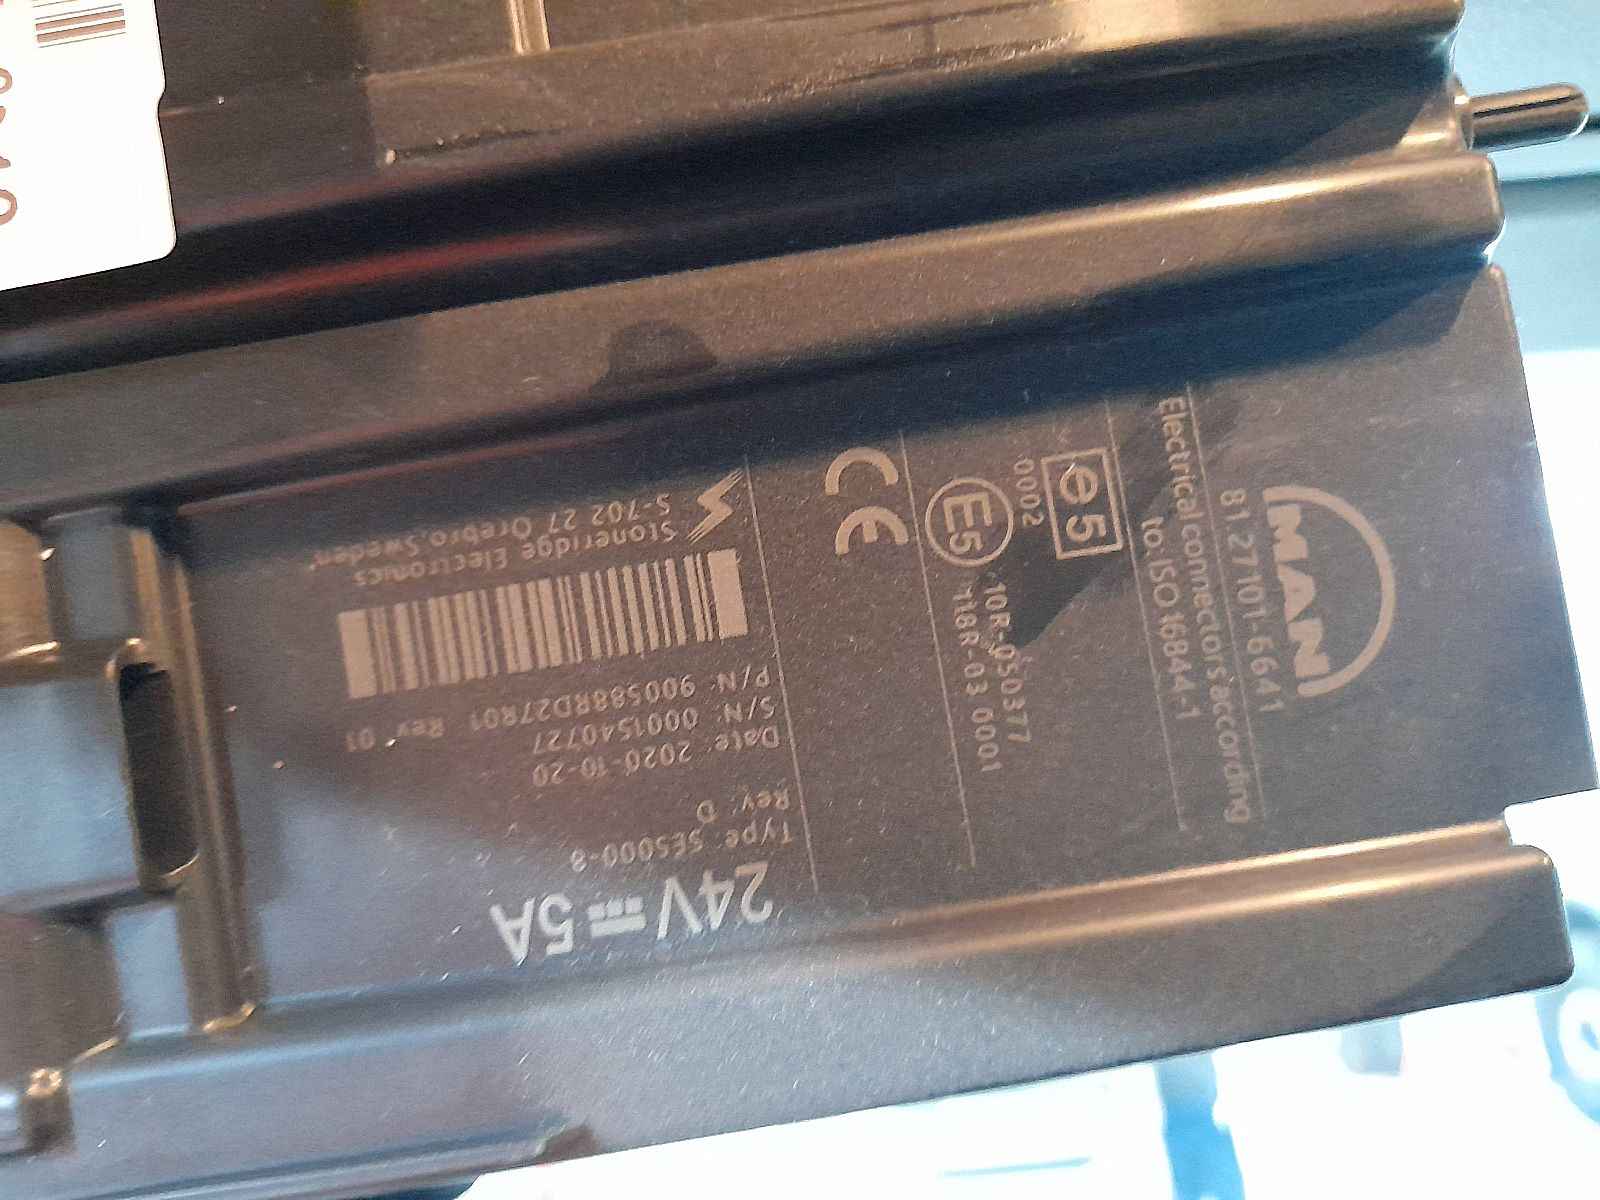 MAN
81.27101-6641
Electrical connectors according
to: ISO 16844-1
e5
0002
E5
10R-050377
118R-03 0001
CE
Stoneridge Electronics
S-702 27 Örebro, Sweden
P/N: 900588RD27R01 Rev: 01
S/N: 0001540727
Date: 2020-10-20
Rev: D
Type: SE5000-8
24V 5A